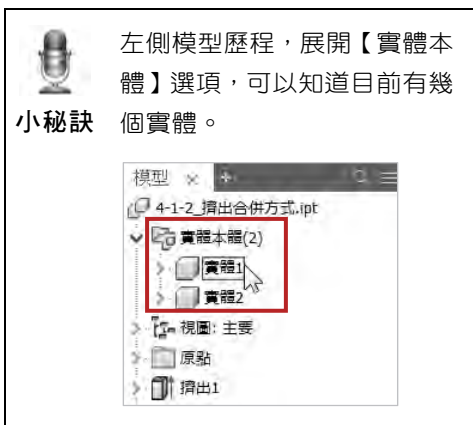 左側模型歷程，展開【實體本
體】選項，可以知道目前有幾
小秘訣 個實體。
模型
4-1-2_擠出合併方式.ipt
實體本體(2)
實體1
實體2
視圖: 主要
原點
擠出1